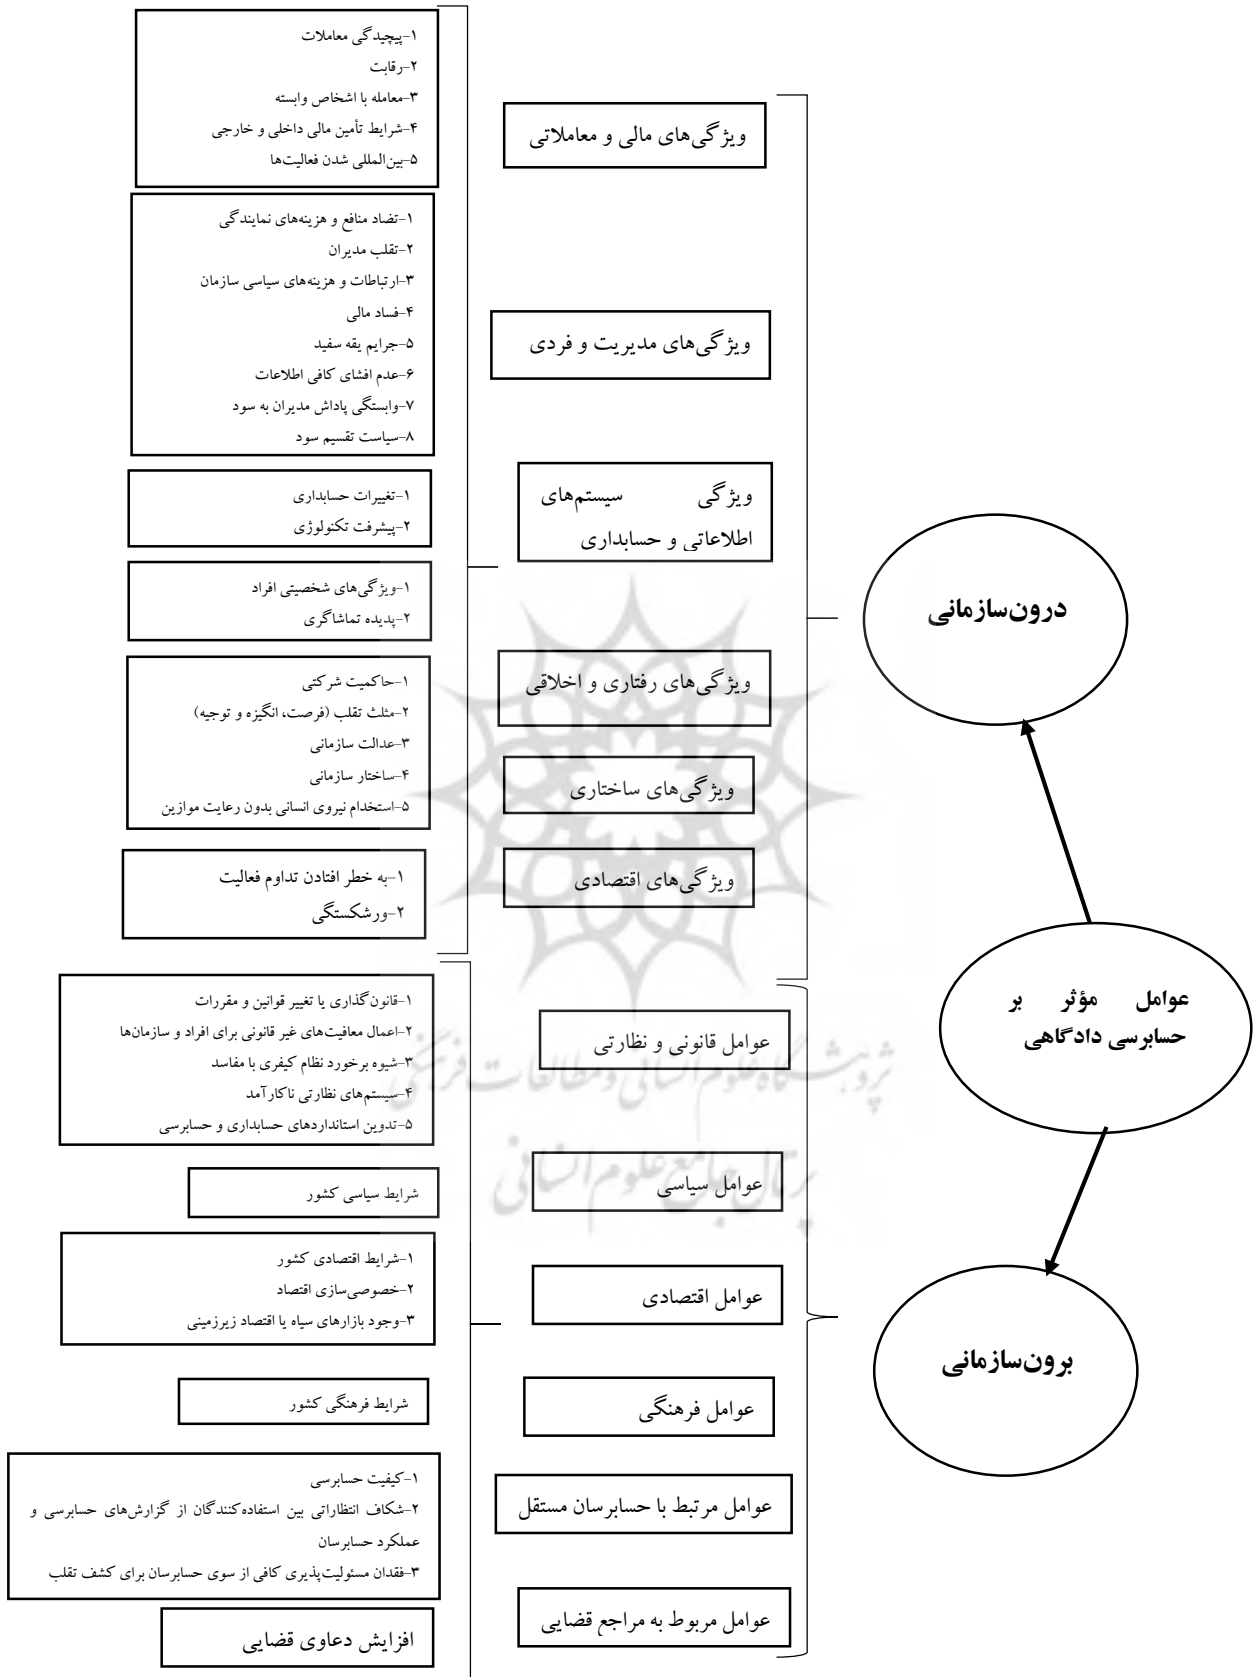 عوامل مؤثر بر
حسابرسی دادگاهی
درون‌سازمانی
ویژگی‌های مالی و معاملاتی
۱-پیچیدگی معاملات
۲-رقابت
۳-معامله با اشخاص وابسته
۴-شرایط تأمین مالی داخلی و خارجی
۵-بین‌المللی شدن فعالیت‌ها
ویژگی‌های مدیریت و فردی
۱-تضاد منافع و هزینه‌های نمایندگی
۲-تقلب مدیران
۳-ارتباطات و هزینه‌های سیاسی سازمان
۴-فساد مالی
۵-جرایم یقه سفید
۶-عدم افشای کافی اطلاعات
۷-وابستگی پاداش مدیران به سود
۸-سیاست تقسیم سود
ویژگی سیستم‌های
اطلاعاتی و حسابداری
۱-تغییرات حسابداری
۲-پیشرفت تکنولوژی
ویژگی‌های رفتاری و اخلاقی
۱-ویژگی‌های شخصیتی افراد
۲-پدیده تماشاگری
ویژگی‌های ساختاری
۱-حاکمیت شرکتی
۲-مثلث تقلب (فرصت، انگیزه و توجیه)
۳-عدالت سازمانی
۴-ساختار سازمانی
۵-استخدام نیروی انسانی بدون رعایت موازین
ویژگی‌های اقتصادی
۱-به خطر افتادن تداوم فعالیت
۲-ورشکستگی
برون‌سازمانی
عوامل قانونی و نظارتی
۱-قانون‌گذاری یا تغییر قوانین و مقررات
۲-اعمال معافیت‌های غیر قانونی برای افراد و سازمان‌ها
۳-شیوه برخورد نظام کیفری با مفاسد
۴-سیستم‌های نظارتی ناکارآمد
۵-تدوین استانداردهای حسابداری و حسابرسی
عوامل سیاسی
شرایط سیاسی کشور
عوامل اقتصادی
۱-شرایط اقتصادی کشور
۲-خصوصی‌سازی اقتصاد
۳-وجود بازارهای سیاه یا اقتصاد زیرزمینی
عوامل فرهنگی
شرایط فرهنگی کشور
عوامل مرتبط با حسابرسان مستقل
۱-کیفیت حسابرسی
۲-شکاف انتظاراتی بین استفاده‌کنندگان از گزارش‌های حسابرسی و
عملکرد حسابرسان
۳-فقدان مسئولیت‌پذیری کافی از سوی حسابرسان برای کشف تقلب
عوامل مربوط به مراجع قضایی
افزایش دعاوی قضایی
پژوهشگاه علوم انسانی و مطالعات فرهنگی
پرتال جامع علوم انسانی